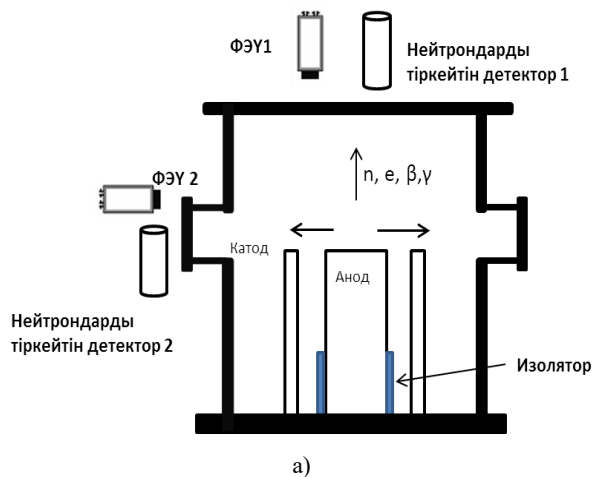 ФЭУ1
Нейтрондарды
тіркейтін детектор 1
ФЭУ 2
n, e, β,γ
Катод
Анод
Нейтрондарды
тіркейтін детектор 2
Изолятор
а)